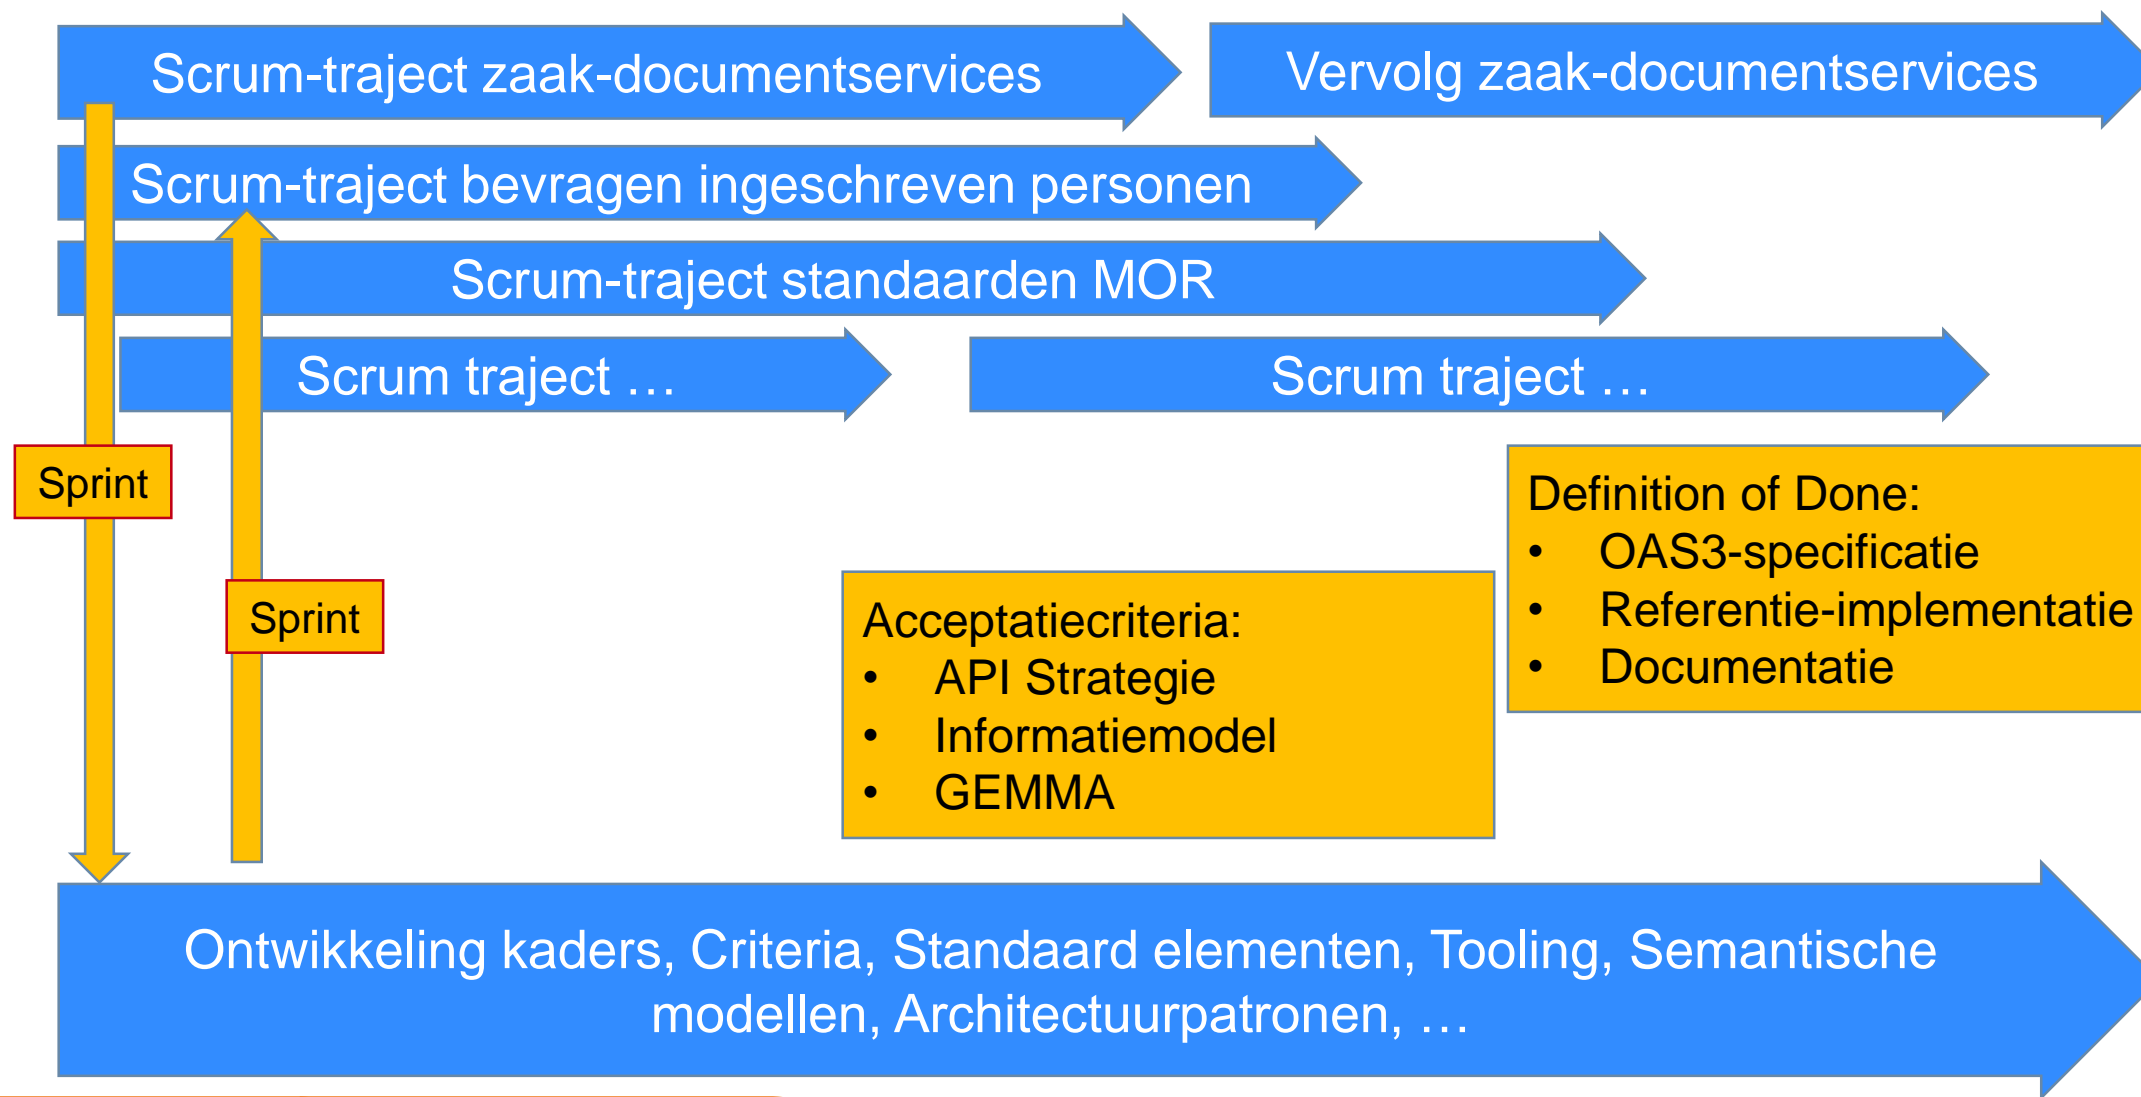 Scrum-traject zaak-documentservices
Vervolg zaak-documentservices
Scrum-traject bevragen ingeschreven personen
Scrum-traject standaarden MOR
Scrum traject …
Scrum traject …
Sprint
Sprint
Acceptatiecriteria:
• API Strategie
• Informatiemodel
• GEMMA
Definition of Done:
• OAS3-specificatie
• Referentie-implementatie
• Documentatie
Ontwikkeling kaders, Criteria, Standaard elementen, Tooling, Semantische
modellen, Architectuurpatronen, …